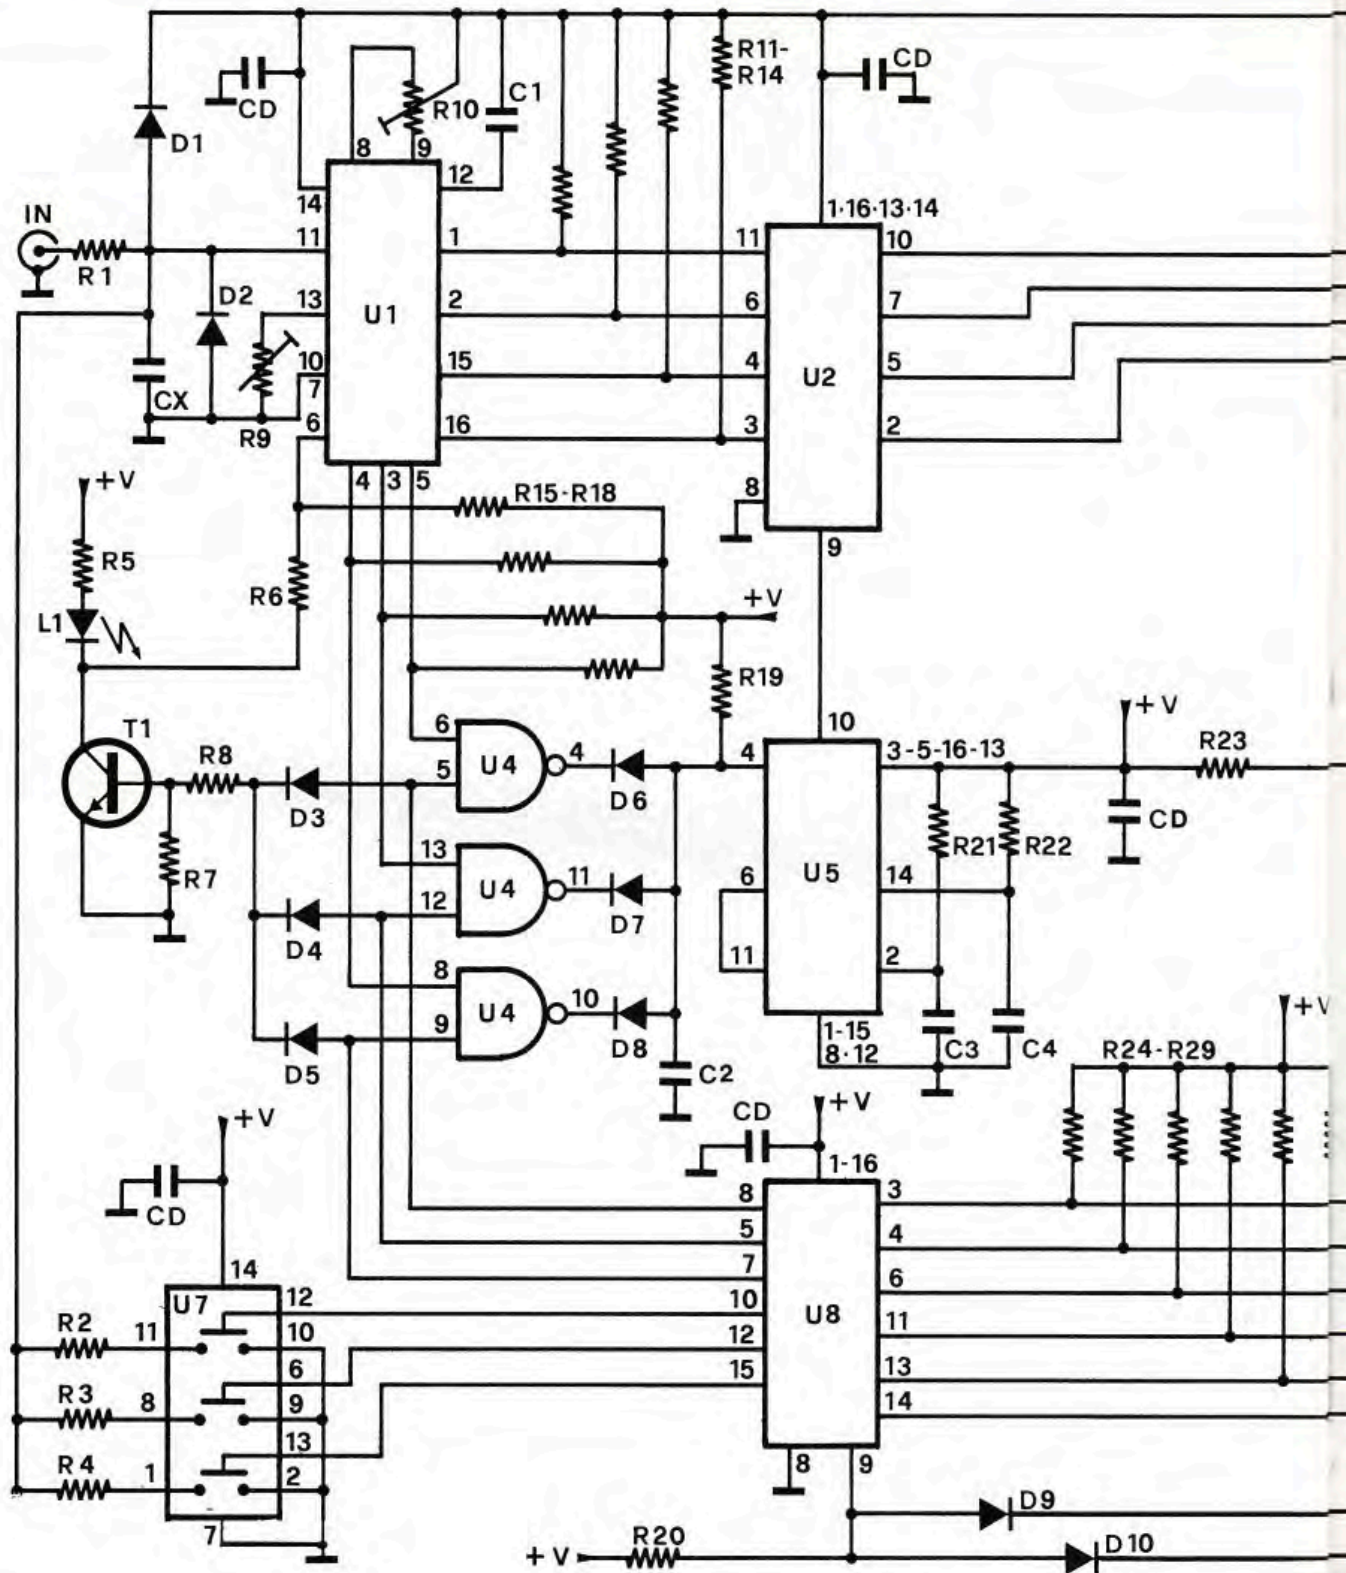 R11-
R14
CD
CD
C1
R10
D1
8
9
12
14
1·16·13·14
IN
11
1
11
10
R1
D2
13
2
6
7
U1
10
15
4
5
7
U2
CX
R9
6
16
3
2
+V
4
3
5
R15-R18
8
R5
9
R6
+V
L1
R19
T1
6
4
10
+V
R8
5
U4
4
3-5-16-13
R23
D3
D6
CD
13
R7
12
U4
11
6
U5
R21
R22
14
D4
D7
11
2
8
9
U4
10
+V
D5
D8
1-15
8·12
C3
C4
R24-R29
C2
+V
CD
+V
1-16
CD
8
3
5
4
14
7
6
U7
12
10
U8
R2
11
10
12
11
6
15
13
R3
8
9
14
13
R4
1
2
8
9
7
D9
+V
R20
D10